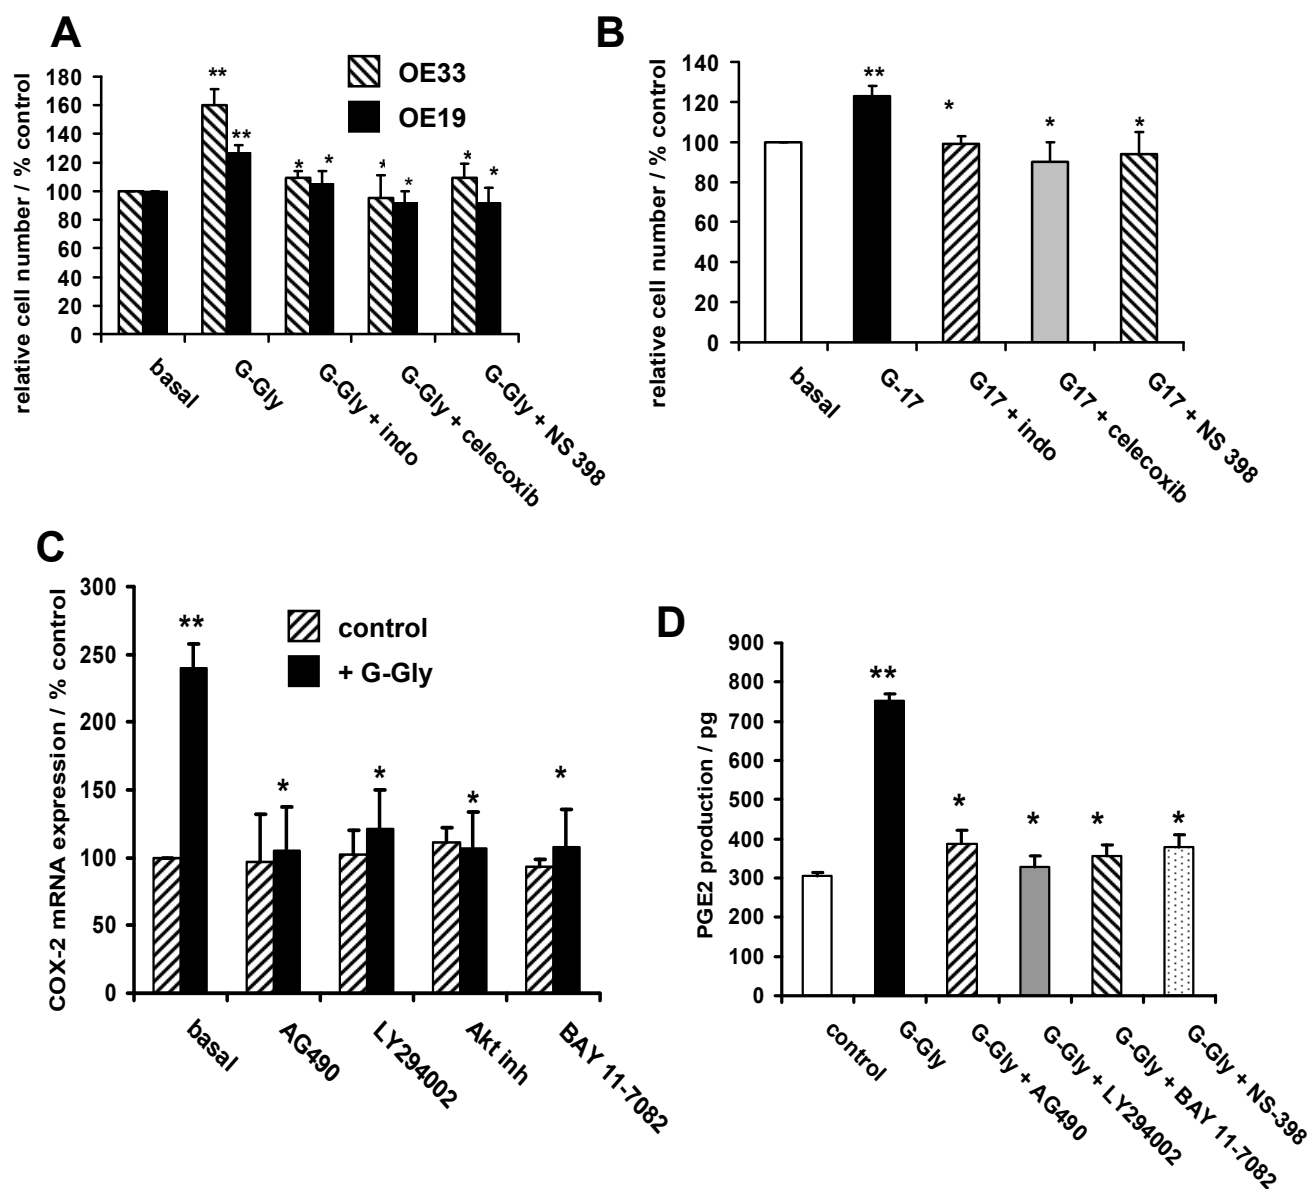 A
relative cell number / % control
180
160
140
120
100
80
60
40
20
0
OE33
OE19
**
**
*
*
*
*
*
*
basal
G-Gly
G-Gly + indo
G-Gly + celecoxib
G-Gly + NS 398
B
relative cell number / % control
140
120
100
80
60
40
20
0
**
*
*
*
basal
G-17
G17 + indo
G17 + celecoxib
G17 + NS 398
C
COX-2 mRNA expression / % control
300
250
200
150
100
50
0
control
+ G-Gly
**
*
*
*
*
basal
AG490
LY294002
Akt inh
BAY 11-7082
D
PGE2 production / pg
900
800
700
600
500
400
300
200
100
0
**
*
*
*
*
control
G-Gly
G-Gly + AG490
G-Gly + LY294002
G-Gly + BAY 11-7082
G-Gly + NS-398